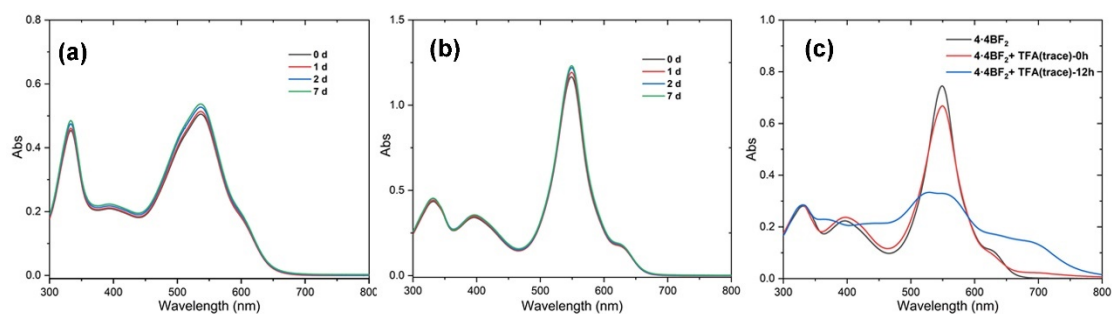 (a)
0 d
1 d
2 d
7 d
Abs
0.8
0.6
0.4
0.2
0.0
300 400 500 600 700 800
Wavelength (nm)
(b)
0 d
1 d
2 d
7 d
Abs
1.5
1.2
0.9
0.5
0.3
0.0
300 400 500 600 700 800
Wavelength (nm)
(c)
4·4BF₂
4·4BF₂+ TFA(trace)-0h
4·4BF₂+ TFA(trace)-12h
Abs
1.0
0.8
0.6
0.4
0.2
0.0
300 400 500 600 700 800
Wavelength (nm)